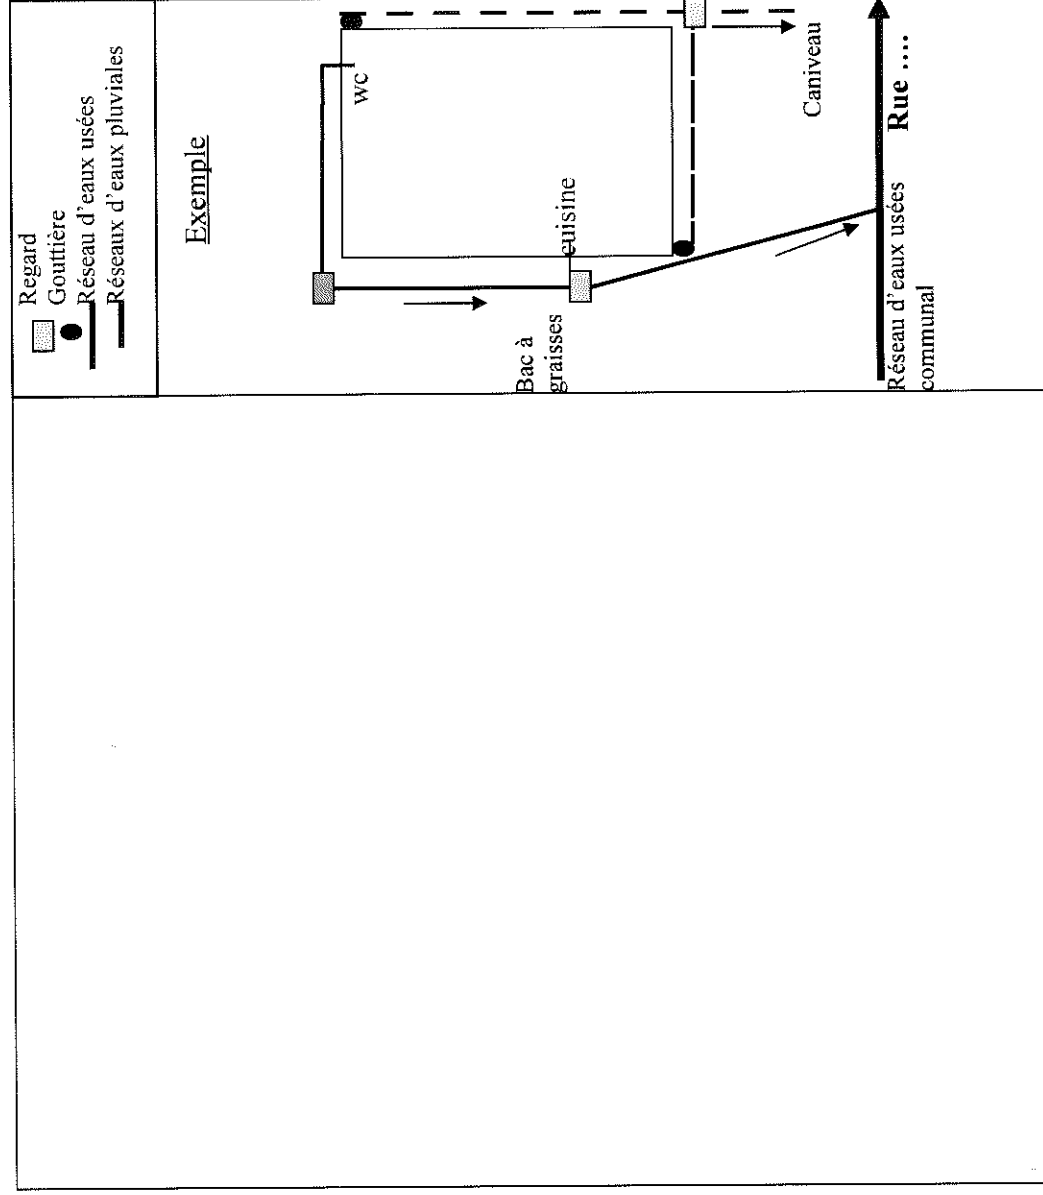 Regard
Gouttière
Réseau d'eaux usées
Réseaux d'eaux pluviales
Exemple
wc
cuisine
Bac à
graisses
Caniveau
Rue ....
Réseau d'eaux usées
communal